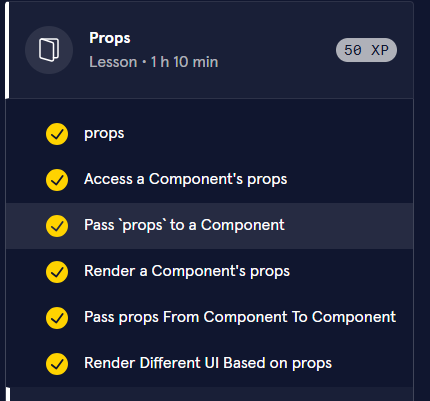 Props
Lesson • 1 h 10 min
50 XP
props
Access a Component's props
Pass `props` to a Component
Render a Component's props
Pass props From Component To Component
Render Different UI Based on props